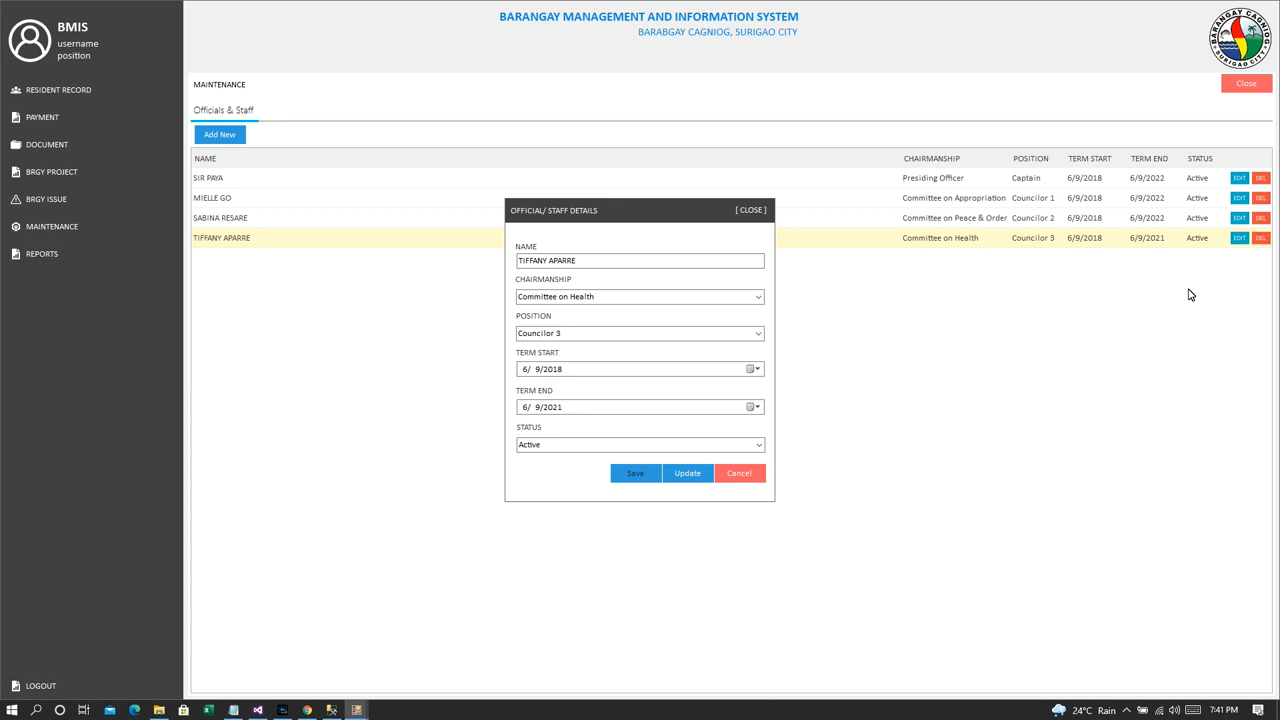 BMIS
username
position
RESIDENT RECORD
PAYMENT
DOCUMENT
BRGY PROJECT
BRGY ISSUE
MAINTENANCE
REPORTS
LOGOUT
BARANGAY MANAGEMENT AND INFORMATION SYSTEM
BARABGAY CAGNIOG, SURIGAO CITY
BARANGAY CAGNIOG
SURIGAO CITY
MAINTENANCE
Close
Officials & Staff
Add New
NAME CHAIRMANSHIP POSITION TERM START TERM END STATUS
SIR PAYA Presiding Officer Captain 6/9/2018 6/9/2022 Active EDIT DEL
MIELLE GO Committee on Appropriation Councilor 1 6/9/2018 6/9/2022 Active EDIT DEL
SABINA RESARE Committee on Peace & Order Councilor 2 6/9/2018 6/9/2022 Active EDIT DEL
TIFFANY APARRE Committee on Health Councilor 3 6/9/2018 6/9/2021 Active EDIT DEL
OFFICIAL/ STAFF DETAILS [ CLOSE ]
NAME
TIFFANY APARRE
CHAIRMANSHIP
Committee on Health
POSITION
Councilor 3
TERM START
6/ 9/2018
TERM END
6/ 9/2021
STATUS
Active
Save Update Cancel
24°C Rain 7:41 PM